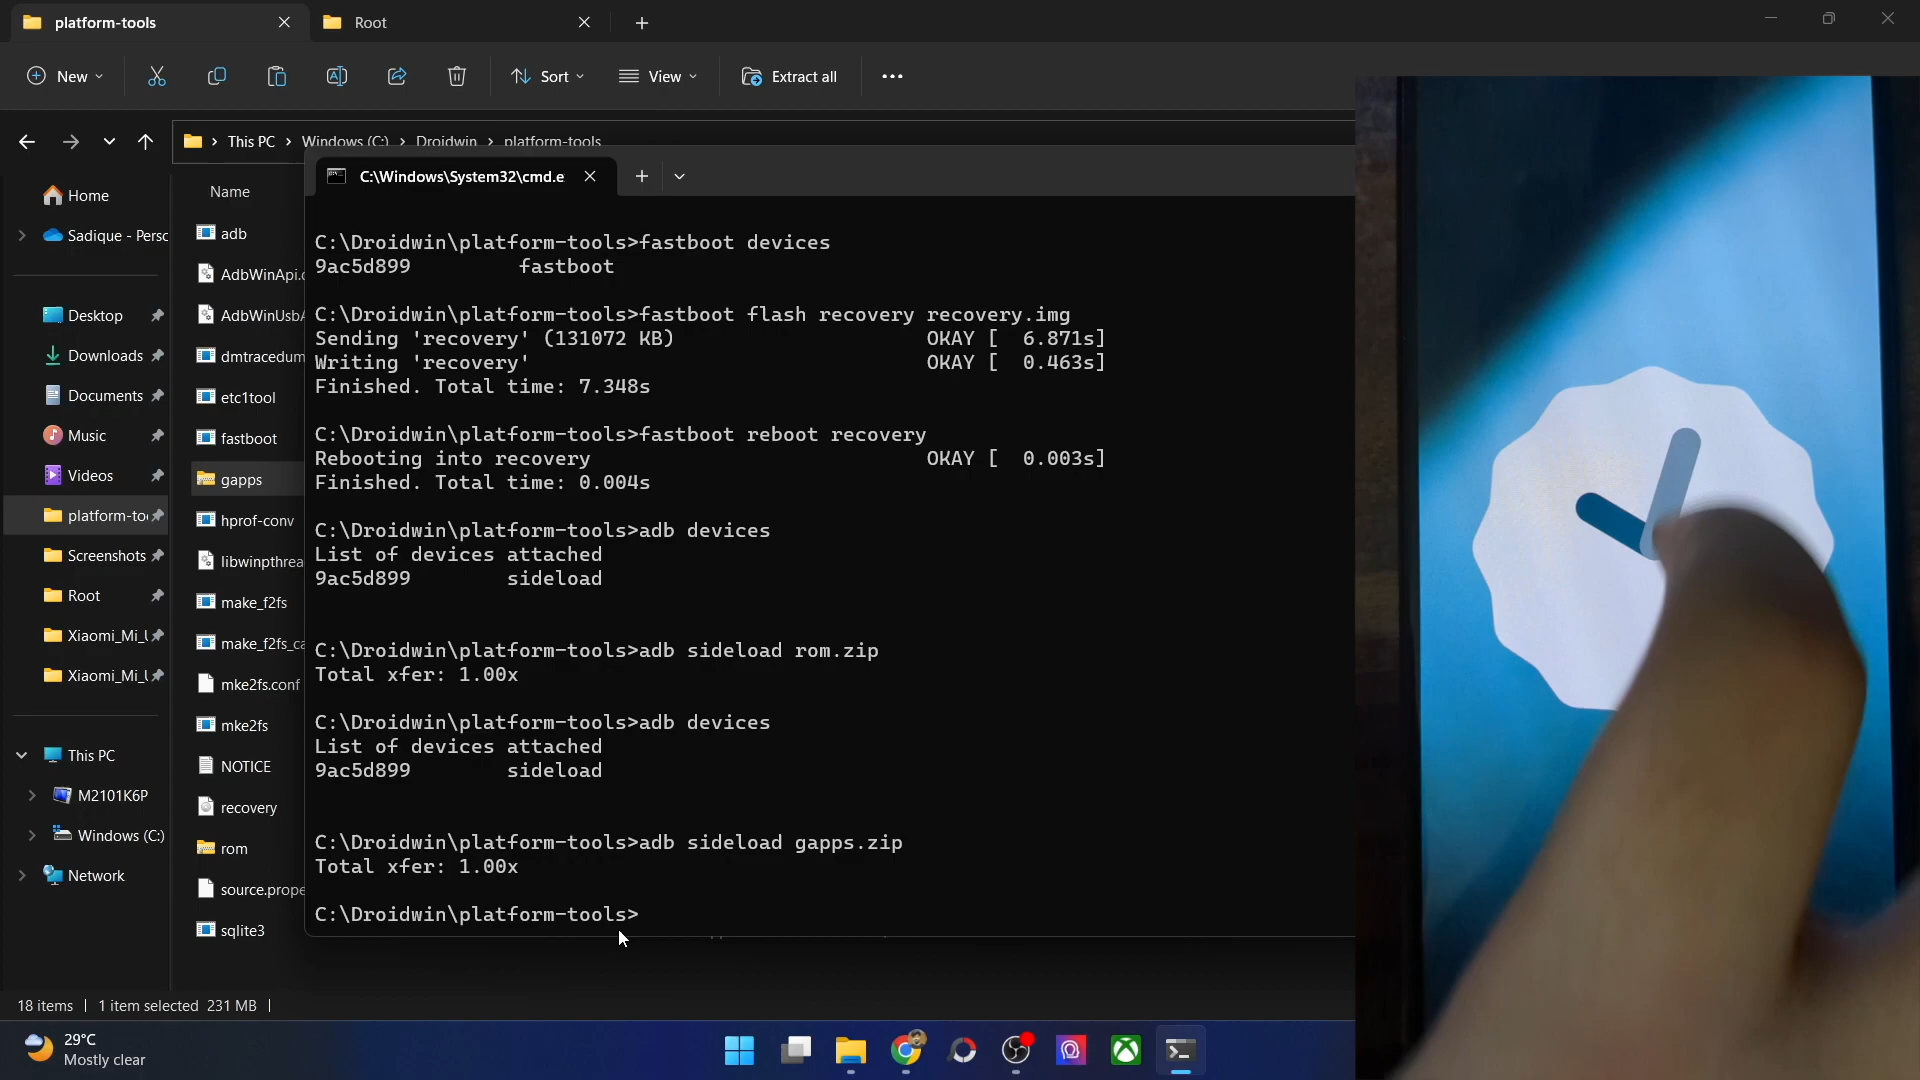 platform-tools
Root
New
Sort
View
Extract all
This PC > Windows (C:) > Droidwin > platform-tools
C:\Windows\System32\cmd.e
Home
Sadique - Persc
Desktop
Downloads
Documents
Music
Videos
platform-toc
Screenshots
Root
Xiaomi_Mi_U
Xiaomi_Mi_U
This PC
M2101K6P
Windows (C:)
Network
Name
adb
AdbWinApi.c
AdbWinUsbA
dmtracedum
etc1tool
fastboot
gapps
hprof-conv
libwinpthrea
make_f2fs
make_f2fs_ca
mke2fs.conf
mke2fs
NOTICE
recovery
rom
source.prope
sqlite3
C:\Droidwin\platform-tools>fastboot devices
9ac5d899 fastboot
C:\Droidwin\platform-tools>fastboot flash recovery recovery.img
Sending 'recovery' (131072 KB) OKAY [ 6.871s]
Writing 'recovery' OKAY [ 0.463s]
Finished. Total time: 7.348s
C:\Droidwin\platform-tools>fastboot reboot recovery
Rebooting into recovery OKAY [ 0.003s]
Finished. Total time: 0.004s
C:\Droidwin\platform-tools>adb devices
List of devices attached
9ac5d899 sideload
C:\Droidwin\platform-tools>adb sideload rom.zip
Total xfer: 1.00x
C:\Droidwin\platform-tools>adb devices
List of devices attached
9ac5d899 sideload
C:\Droidwin\platform-tools>adb sideload gapps.zip
Total xfer: 1.00x
C:\Droidwin\platform-tools>
18 items | 1 item selected 231 MB |
29°C
Mostly clear